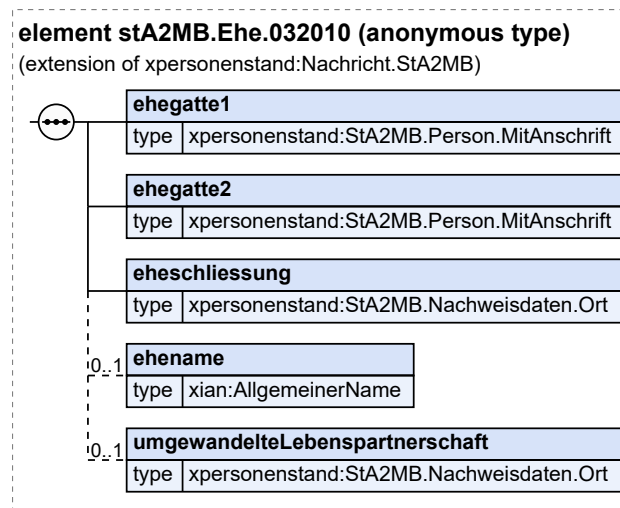 element stA2MB.Ehe.032010 (anonymous type)
(extension of xpersonenstand:Nachricht.StA2MB)
ehegatte1
type xpersonenstand:StA2MB.Person.MitAnschrift
ehegatte2
type xpersonenstand:StA2MB.Person.MitAnschrift
eheschliessung
type xpersonenstand:StA2MB.Nachweisdaten.Ort
0..1 ehename
type xian:AllgemeinerName
0..1 umgewandelteLebenspartnerschaft
type xpersonenstand:StA2MB.Nachweisdaten.Ort